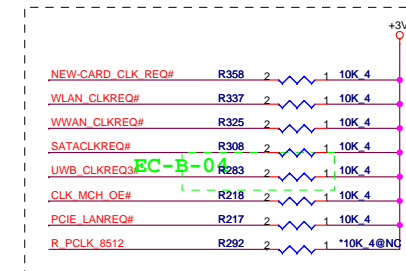 +3V
NEW-CARD_CLK_REQ# R358 2 1 10K_4
WLAN_CLKREQ# R337 2 1 10K_4
WWAN_CLKREQ# R325 2 1 10K_4
SATACLKREQ# R308 2 1 10K_4
EC-B-04
UWB_CLKREQ3# R283 2 1 10K_4
CLK_MCH_OE# R218 2 1 10K_4
PCIE_LANREQ# R217 2 1 10K_4
R_PCLK_8512 R292 2 1 *10K_4@NC